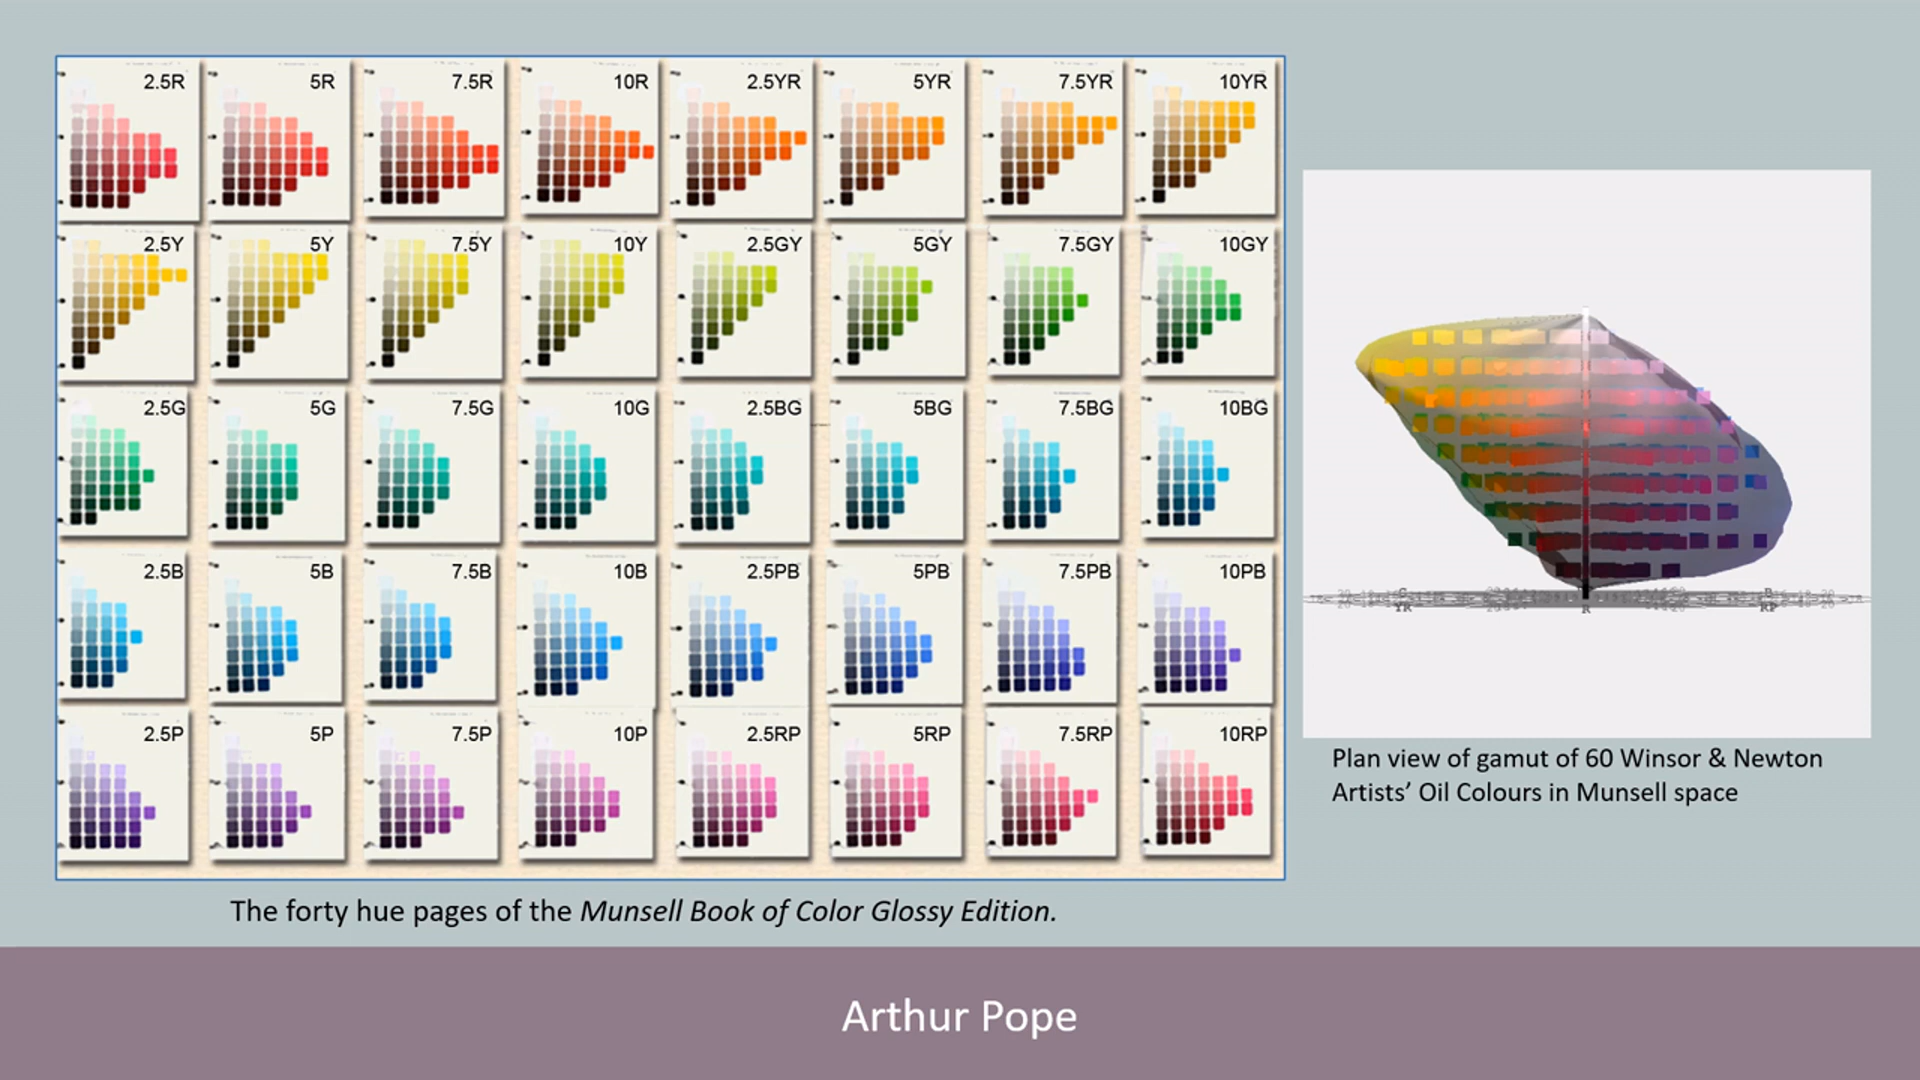 2.5R 5R 7.5R 10R 2.5YR 5YR 7.5YR 10YR
2.5Y 5Y 7.5Y 10Y 2.5GY 5GY 7.5GY 10GY
2.5G 5G 7.5G 10G 2.5BG 5BG 7.5BG 10BG
2.5B 5B 7.5B 10B 2.5PB 5PB 7.5PB 10PB
2.5P 5P 7.5P 10P 2.5RP 5RP 7.5RP 10RP
The forty hue pages of the Munsell Book of Color Glossy Edition.
G B
YR R RP
Plan view of gamut of 60 Winsor & Newton
Artists’ Oil Colours in Munsell space
Arthur Pope